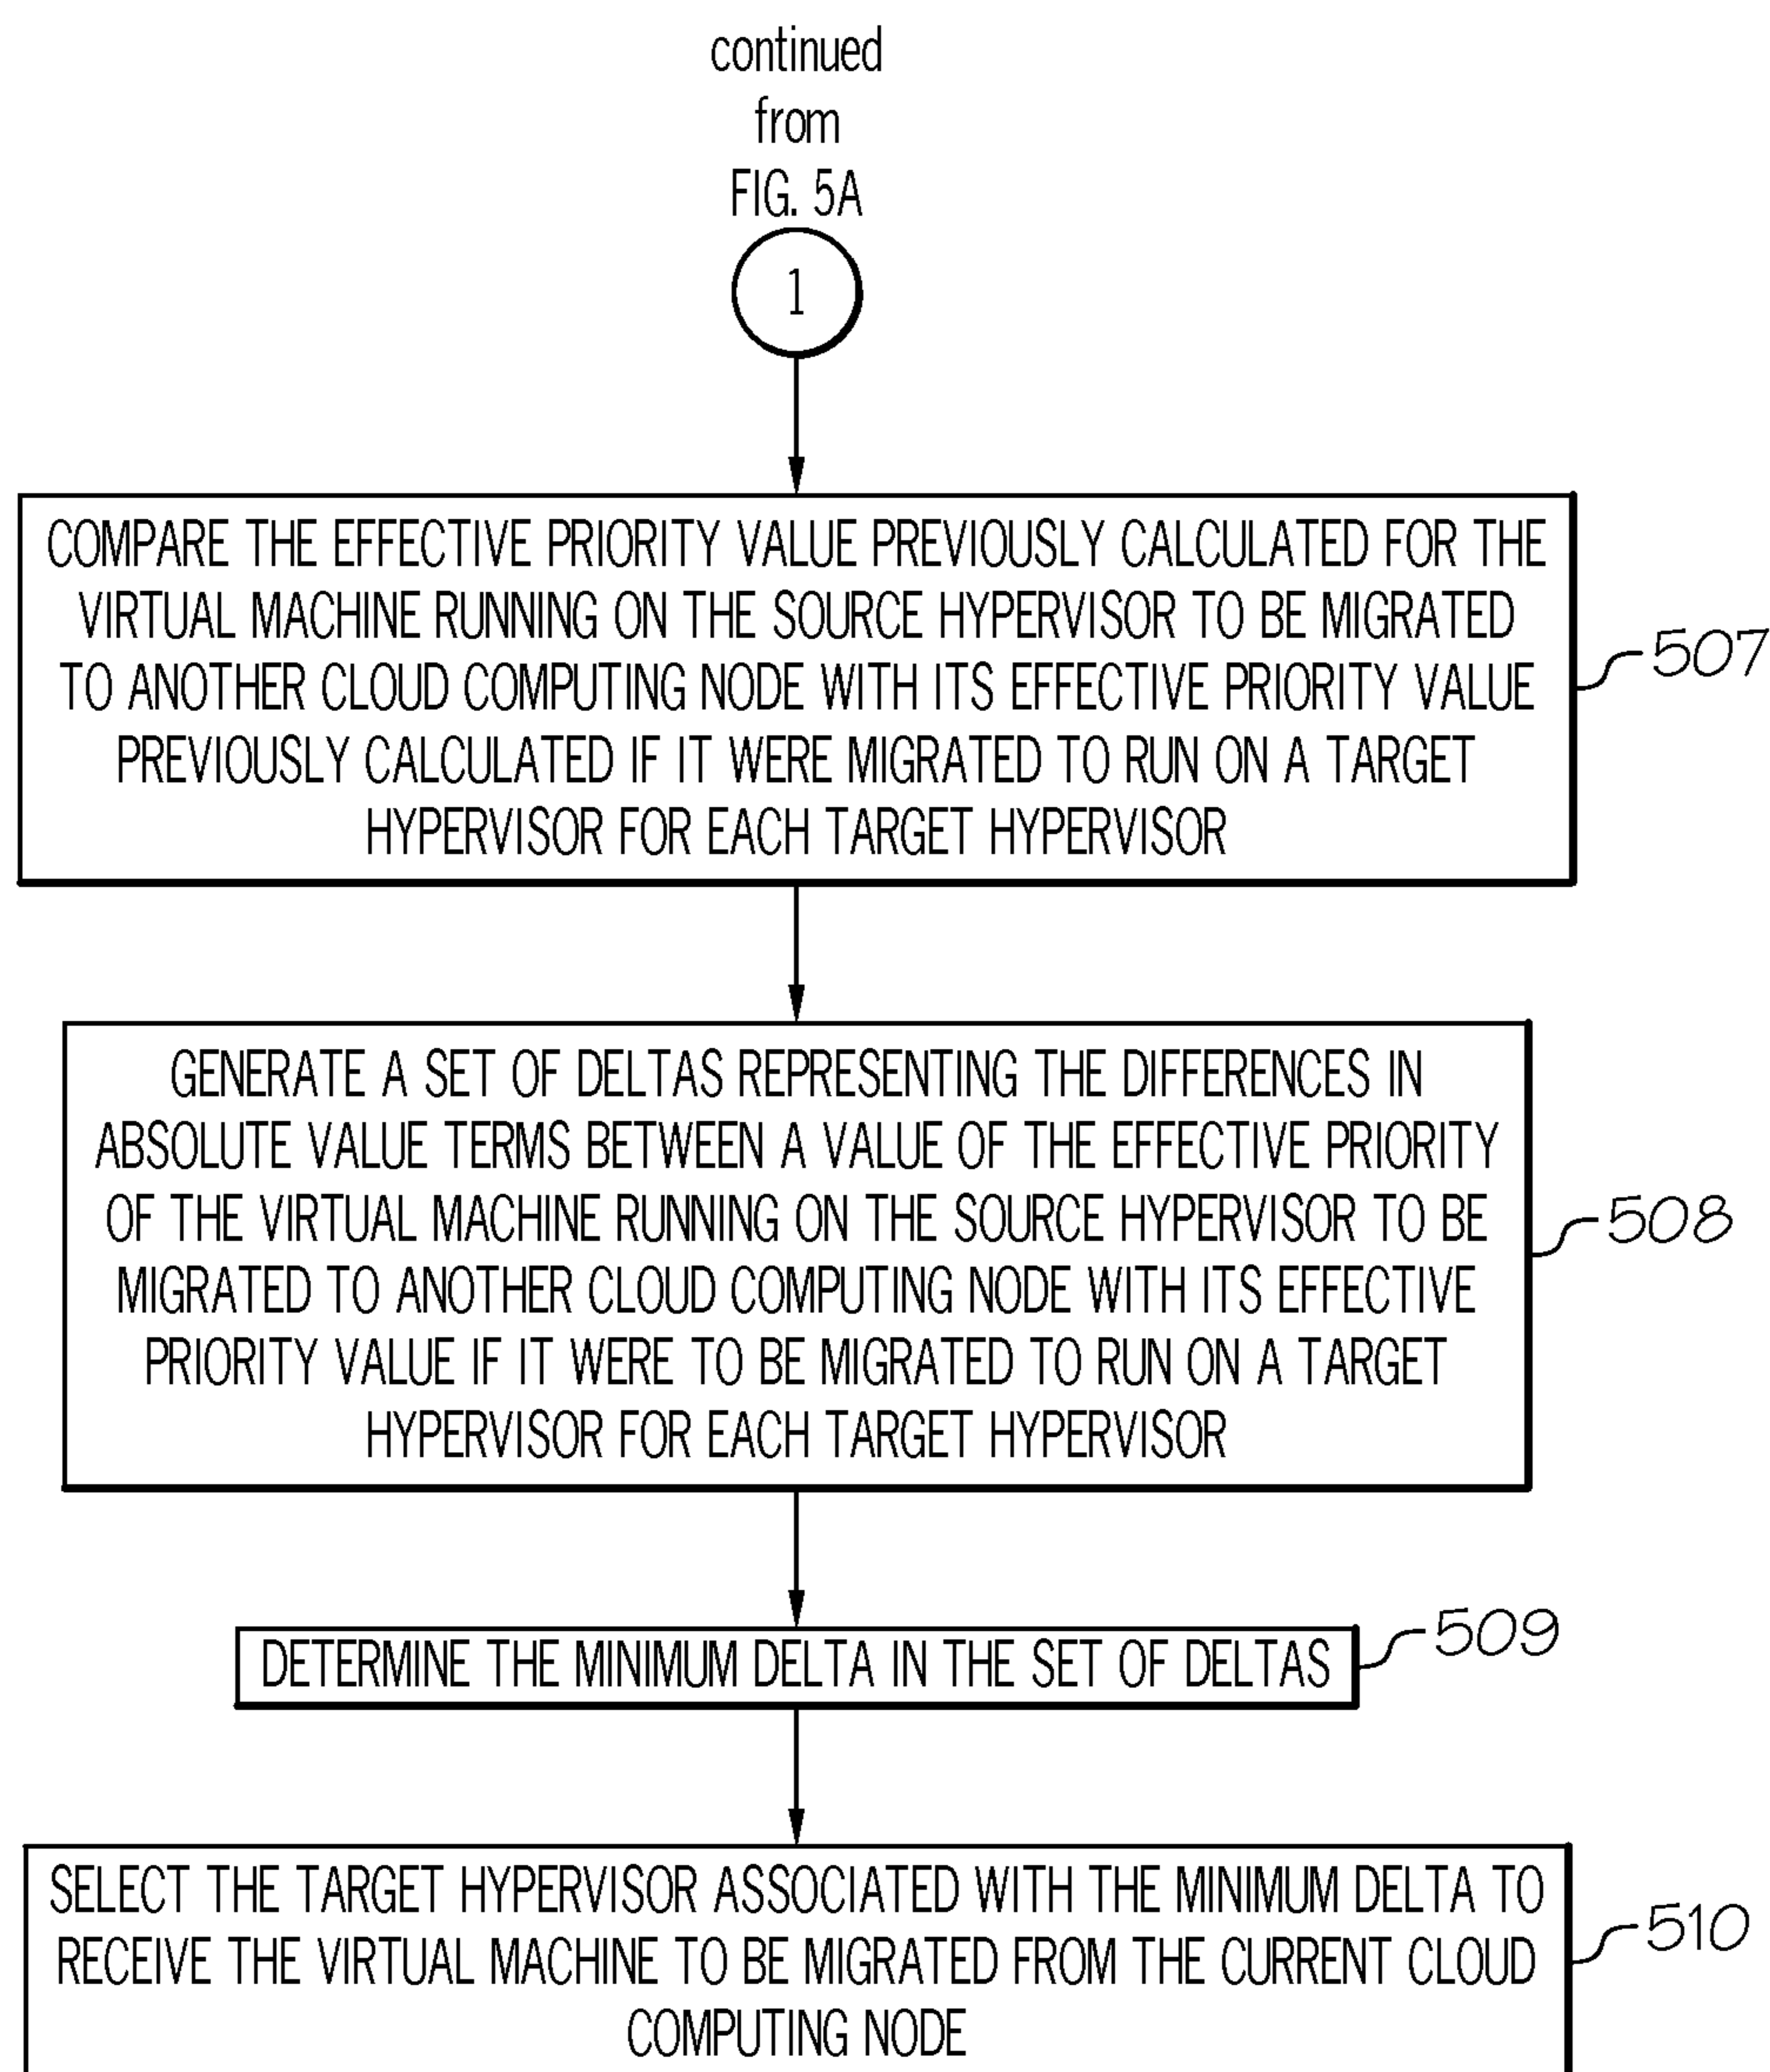 continued
from
FIG. 5A
1
COMPARE THE EFFECTIVE PRIORITY VALUE PREVIOUSLY CALCULATED FOR THE
VIRTUAL MACHINE RUNNING ON THE SOURCE HYPERVISOR TO BE MIGRATED
TO ANOTHER CLOUD COMPUTING NODE WITH ITS EFFECTIVE PRIORITY VALUE
PREVIOUSLY CALCULATED IF IT WERE MIGRATED TO RUN ON A TARGET
HYPERVISOR FOR EACH TARGET HYPERVISOR
507
GENERATE A SET OF DELTAS REPRESENTING THE DIFFERENCES IN
ABSOLUTE VALUE TERMS BETWEEN A VALUE OF THE EFFECTIVE PRIORITY
OF THE VIRTUAL MACHINE RUNNING ON THE SOURCE HYPERVISOR TO BE
MIGRATED TO ANOTHER CLOUD COMPUTING NODE WITH ITS EFFECTIVE
PRIORITY VALUE IF IT WERE TO BE MIGRATED TO RUN ON A TARGET
HYPERVISOR FOR EACH TARGET HYPERVISOR
508
DETERMINE THE MINIMUM DELTA IN THE SET OF DELTAS
509
SELECT THE TARGET HYPERVISOR ASSOCIATED WITH THE MINIMUM DELTA TO
RECEIVE THE VIRTUAL MACHINE TO BE MIGRATED FROM THE CURRENT CLOUD
COMPUTING NODE
510